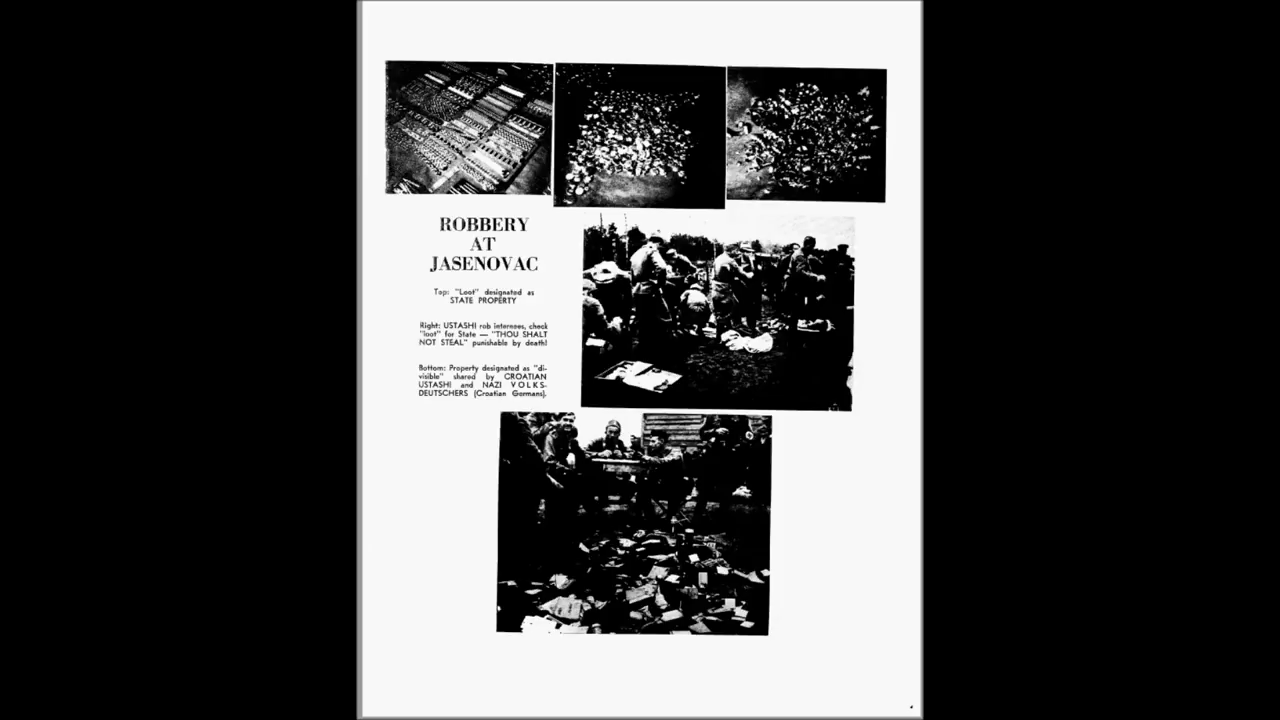 ROBBERY
AT
JASENOVAC
Top: "Loot" designated as
STATE PROPERTY
Right: USTASHI rob internees, check
"loot" for State — "THOU SHALT
NOT STEAL" punishable by death!
Bottom: Property designated as "di-
visible" shared by CROATIAN
USTASHI and NAZI VOLKS-
DEUTSCHERS (Croatian Germans).